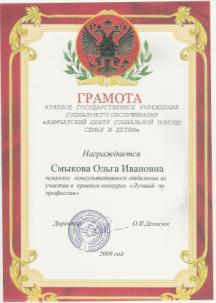 ГРАМОТА
КРАЕВОЕ ГОСУДАРСТВЕННОЕ УЧРЕЖДЕНИЕ
СОЦИАЛЬНОГО ОБСЛУЖИВАНИЯ
«КАМЧАТСКИЙ ЦЕНТР СОЦИАЛЬНОЙ ПОМОЩИ
СЕМЬЕ И ДЕТЯМ»
Награждается
Смыкова Ольга Ивановна
психолог консультативного отделения за
участие в краевом конкурсе «Лучший по
профессии»
Директор О.И.Денисюк
2009 год